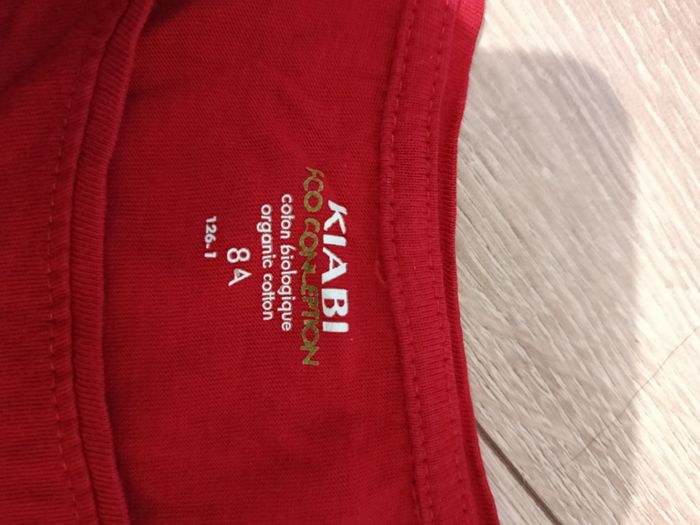 KIABI
ECO CONCEPTION
coton biologique
organic cotton
8A
126-1